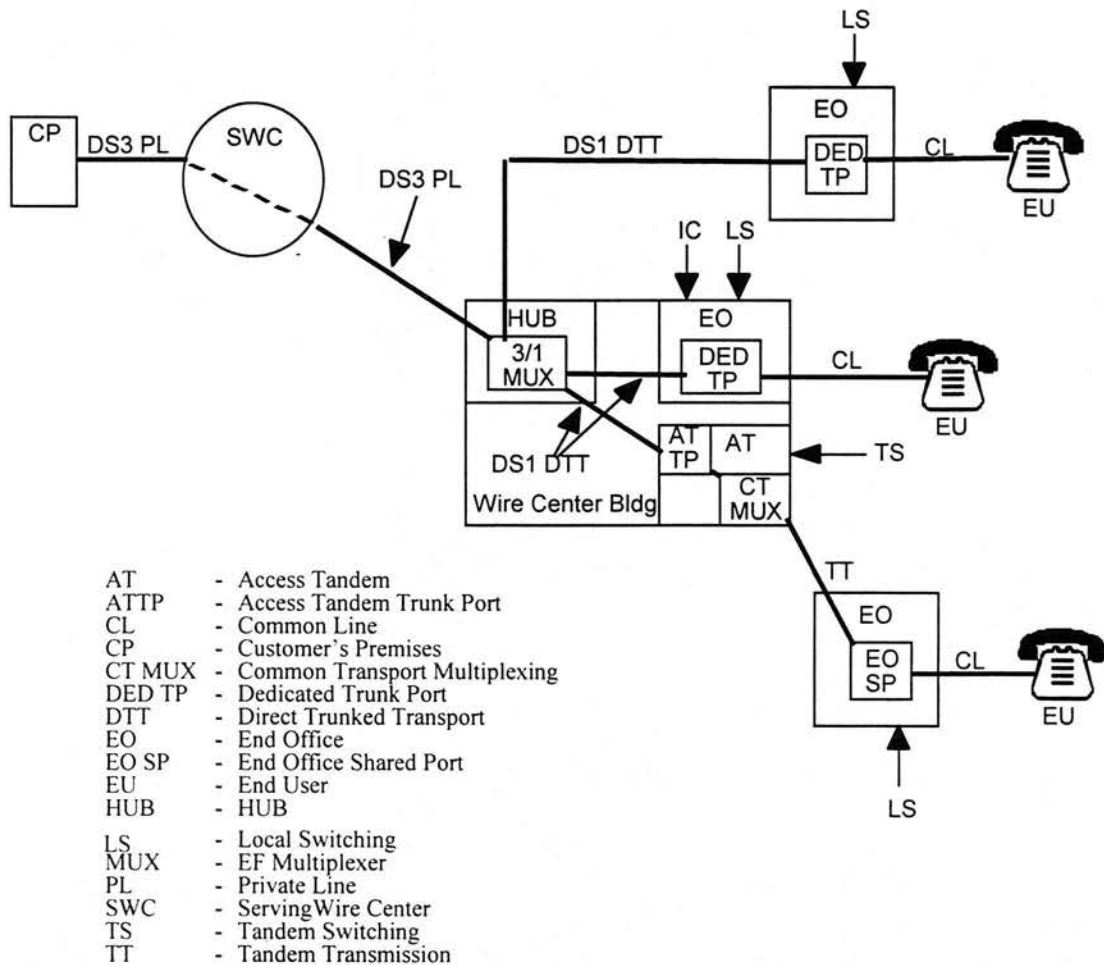 LS
CP
DS3 PL
SWC
DS1 DTT
EO
DED
TP
CL
EU
DS3 PL
IC
LS
HUB
EO
3/1
MUX
DED
TP
CL
EU
DS1 DTT
AT
TP
AT
TS
Wire Center Bldg
CT
MUX
TT
EO
EO
SP
CL
EU
LS
AT - Access Tandem
ATTP - Access Tandem Trunk Port
CL - Common Line
CP - Customer's Premises
CT MUX - Common Transport Multiplexing
DED TP - Dedicated Trunk Port
DTT - Direct Trunked Transport
EO - End Office
EO SP - End Office Shared Port
EU - End User
HUB - HUB
LS - Local Switching
MUX - EF Multiplexer
PL - Private Line
SWC - ServingWire Center
TS - Tandem Switching
TT - Tandem Transmission